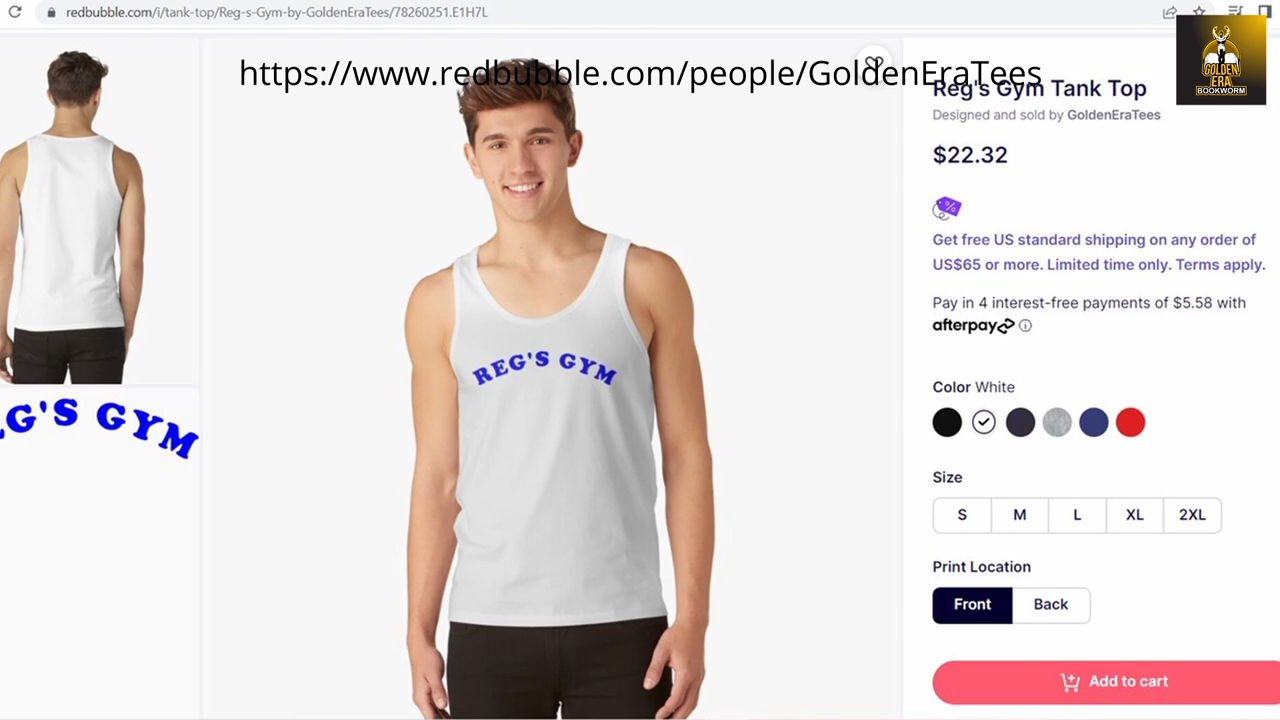 redbubble.com/i/tank-top/Reg-s-Gym-by-GoldenEraTees/78260251.E1H7L
https://www.redbubble.com/people/GoldenEraTees
GOLDEN
ERA
BOOKWORM
Reg's Gym Tank Top
Designed and sold by GoldenEraTees
$22.32
%
Get free US standard shipping on any order of
US$65 or more. Limited time only. Terms apply.
Pay in 4 interest-free payments of $5.58 with
afterpay
REG'S GYM
G'S GYM
Color White
Size
S M L XL 2XL
Print Location
Front Back
Add to cart